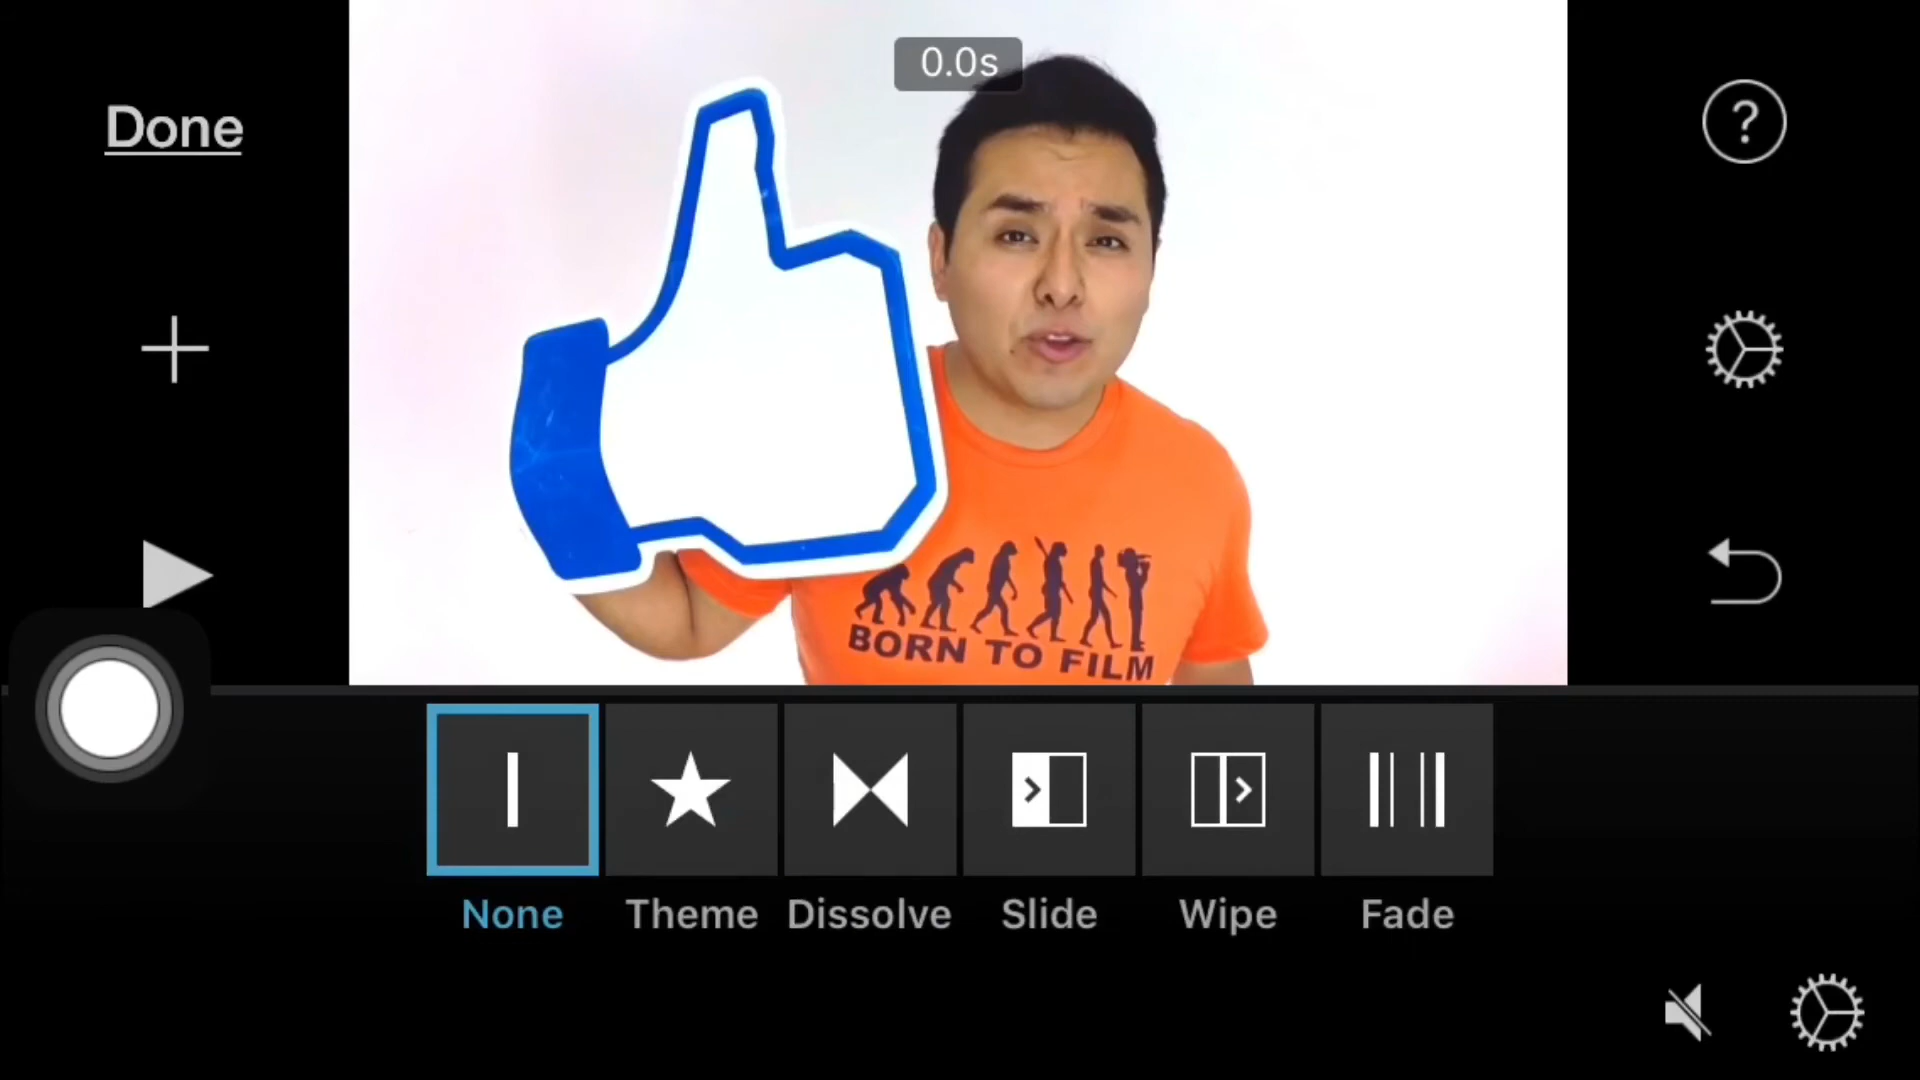 0.0s
Done
?
BORN TO FILM
None
Theme
Dissolve
Slide
Wipe
Fade